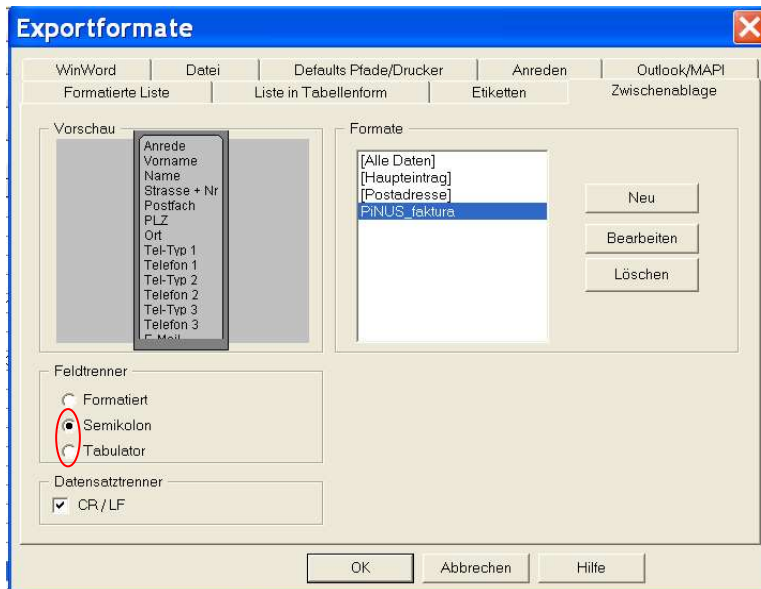 Exportformate
WinWord
Datei
Defaults Pfade/Drucker
Anreden
Outlook/MAPI
Formatierte Liste
Liste in Tabellenform
Etiketten
Zwischenablage
Vorschau
Anrede
Vorname
Name
Strasse + Nr
Postfach
PLZ
Ort
Tel-Typ 1
Telefon 1
Tel-Typ 2
Telefon 2
Tel-Typ 3
Telefon 3
E-Mail
Formate
[Alle Daten]
[Haupteintrag]
[Postadresse]
PiNUS_faktura
Neu
Bearbeiten
Löschen
Feldtrenner
Formatiert
Semikolon
Tabulator
Datensatztrenner
CR/LF
OK
Abbrechen
Hilfe